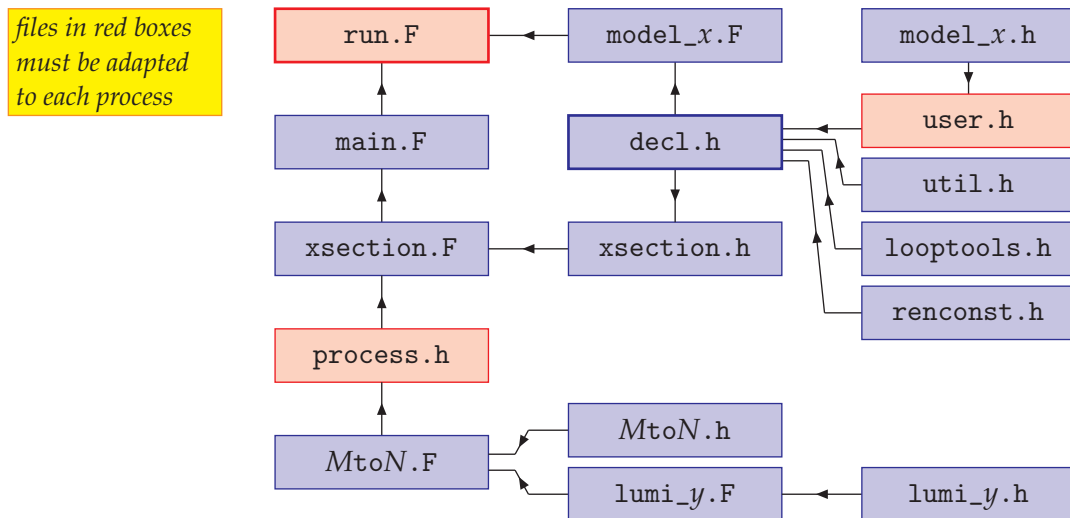 files in red boxes
must be adapted
to each process
run.F
model_x.F
model_x.h
main.F
decl.h
user.h
util.h
xsection.F
xsection.h
looptools.h
renconst.h
process.h
MtoN.F
MtoN.h
lumi_y.F
lumi_y.h